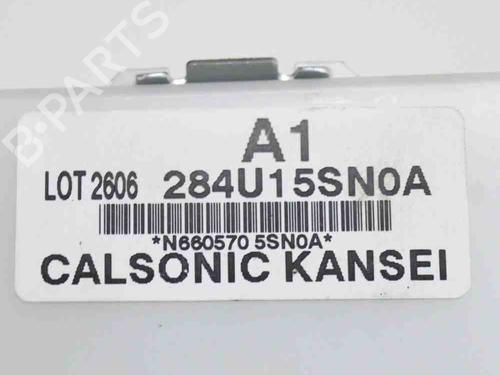 A1
LOT 2606 284U15SN0A
*N660570 5SN0A*
CALSONIC KANSEI
B-PARTS